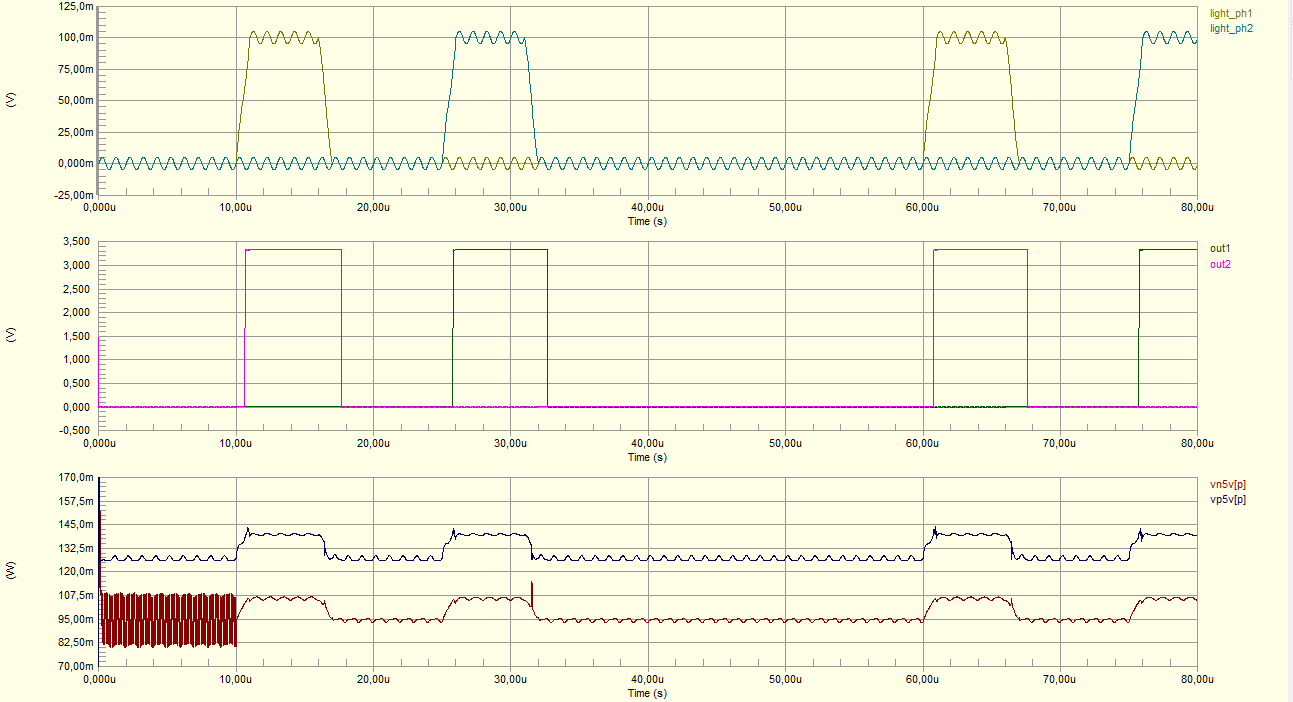 125,0m
light_ph1
light_ph2
100,0m
75,00m
(V)
50,00m
25,00m
0,000m
-25,00m
0,000u 10,00u 20,00u 30,00u 40,00u 50,00u 60,00u 70,00u 80,00u
Time (s)
3,500
out1
out2
3,000
2,500
2,000
(V)
1,500
1,000
0,500
0,000
-0,500
0,000u 10,00u 20,00u 30,00u 40,00u 50,00u 60,00u 70,00u 80,00u
Time (s)
170,0m
vn5v[p]
vp5v[p]
157,5m
145,0m
132,5m
(W)
120,0m
107,5m
95,00m
82,50m
70,00m
0,000u 10,00u 20,00u 30,00u 40,00u 50,00u 60,00u 70,00u 80,00u
Time (s)